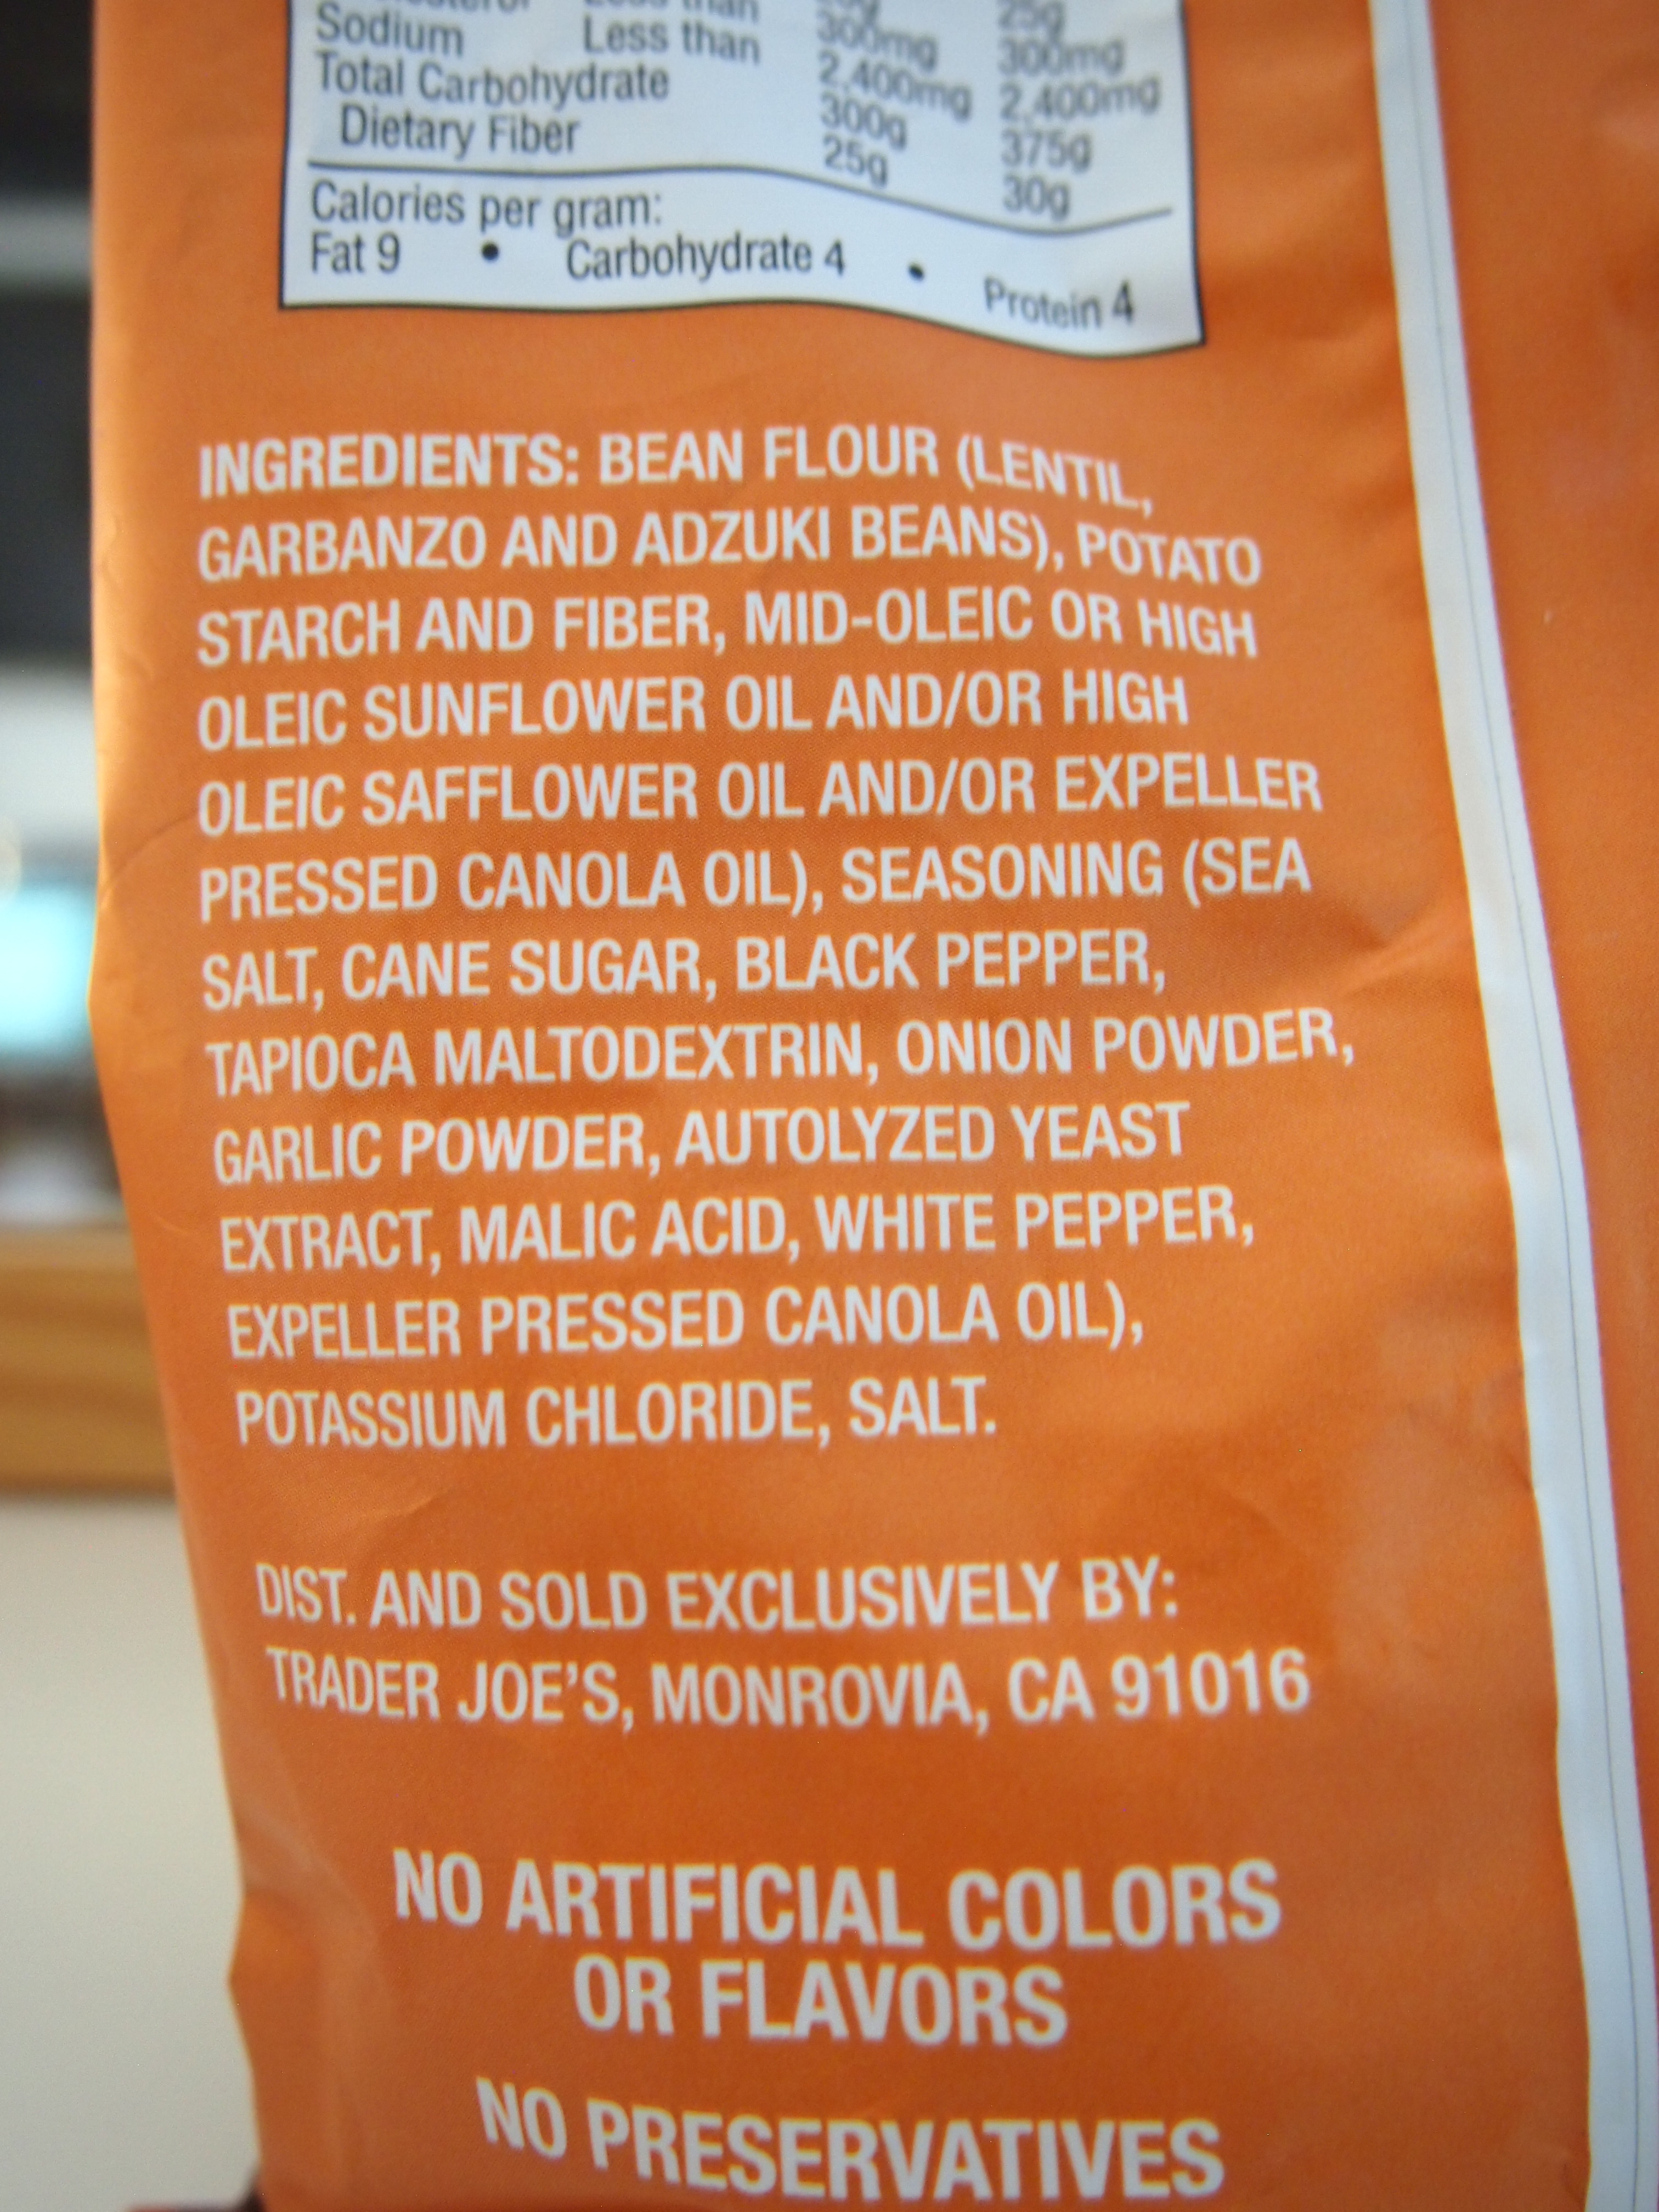 Less than 25g
Sodium Less than 300mg 300mg
Total Carbohydrate 2,400mg 2,400mg
Dietary Fiber 300g 375g
25g 30g
Calories per gram:
Fat 9 • Carbohydrate 4 • Protein 4
INGREDIENTS: BEAN FLOUR (LENTIL,
GARBANZO AND ADZUKI BEANS), POTATO
STARCH AND FIBER, MID-OLEIC OR HIGH
OLEIC SUNFLOWER OIL AND/OR HIGH
OLEIC SAFFLOWER OIL AND/OR EXPELLER
PRESSED CANOLA OIL), SEASONING (SEA
SALT, CANE SUGAR, BLACK PEPPER,
TAPIOCA MALTODEXTRIN, ONION POWDER,
GARLIC POWDER, AUTOLYZED YEAST
EXTRACT, MALIC ACID, WHITE PEPPER,
EXPELLER PRESSED CANOLA OIL),
POTASSIUM CHLORIDE, SALT.
DIST. AND SOLD EXCLUSIVELY BY:
TRADER JOE'S, MONROVIA, CA 91016
NO ARTIFICIAL COLORS
OR FLAVORS
NO PRESERVATIVES